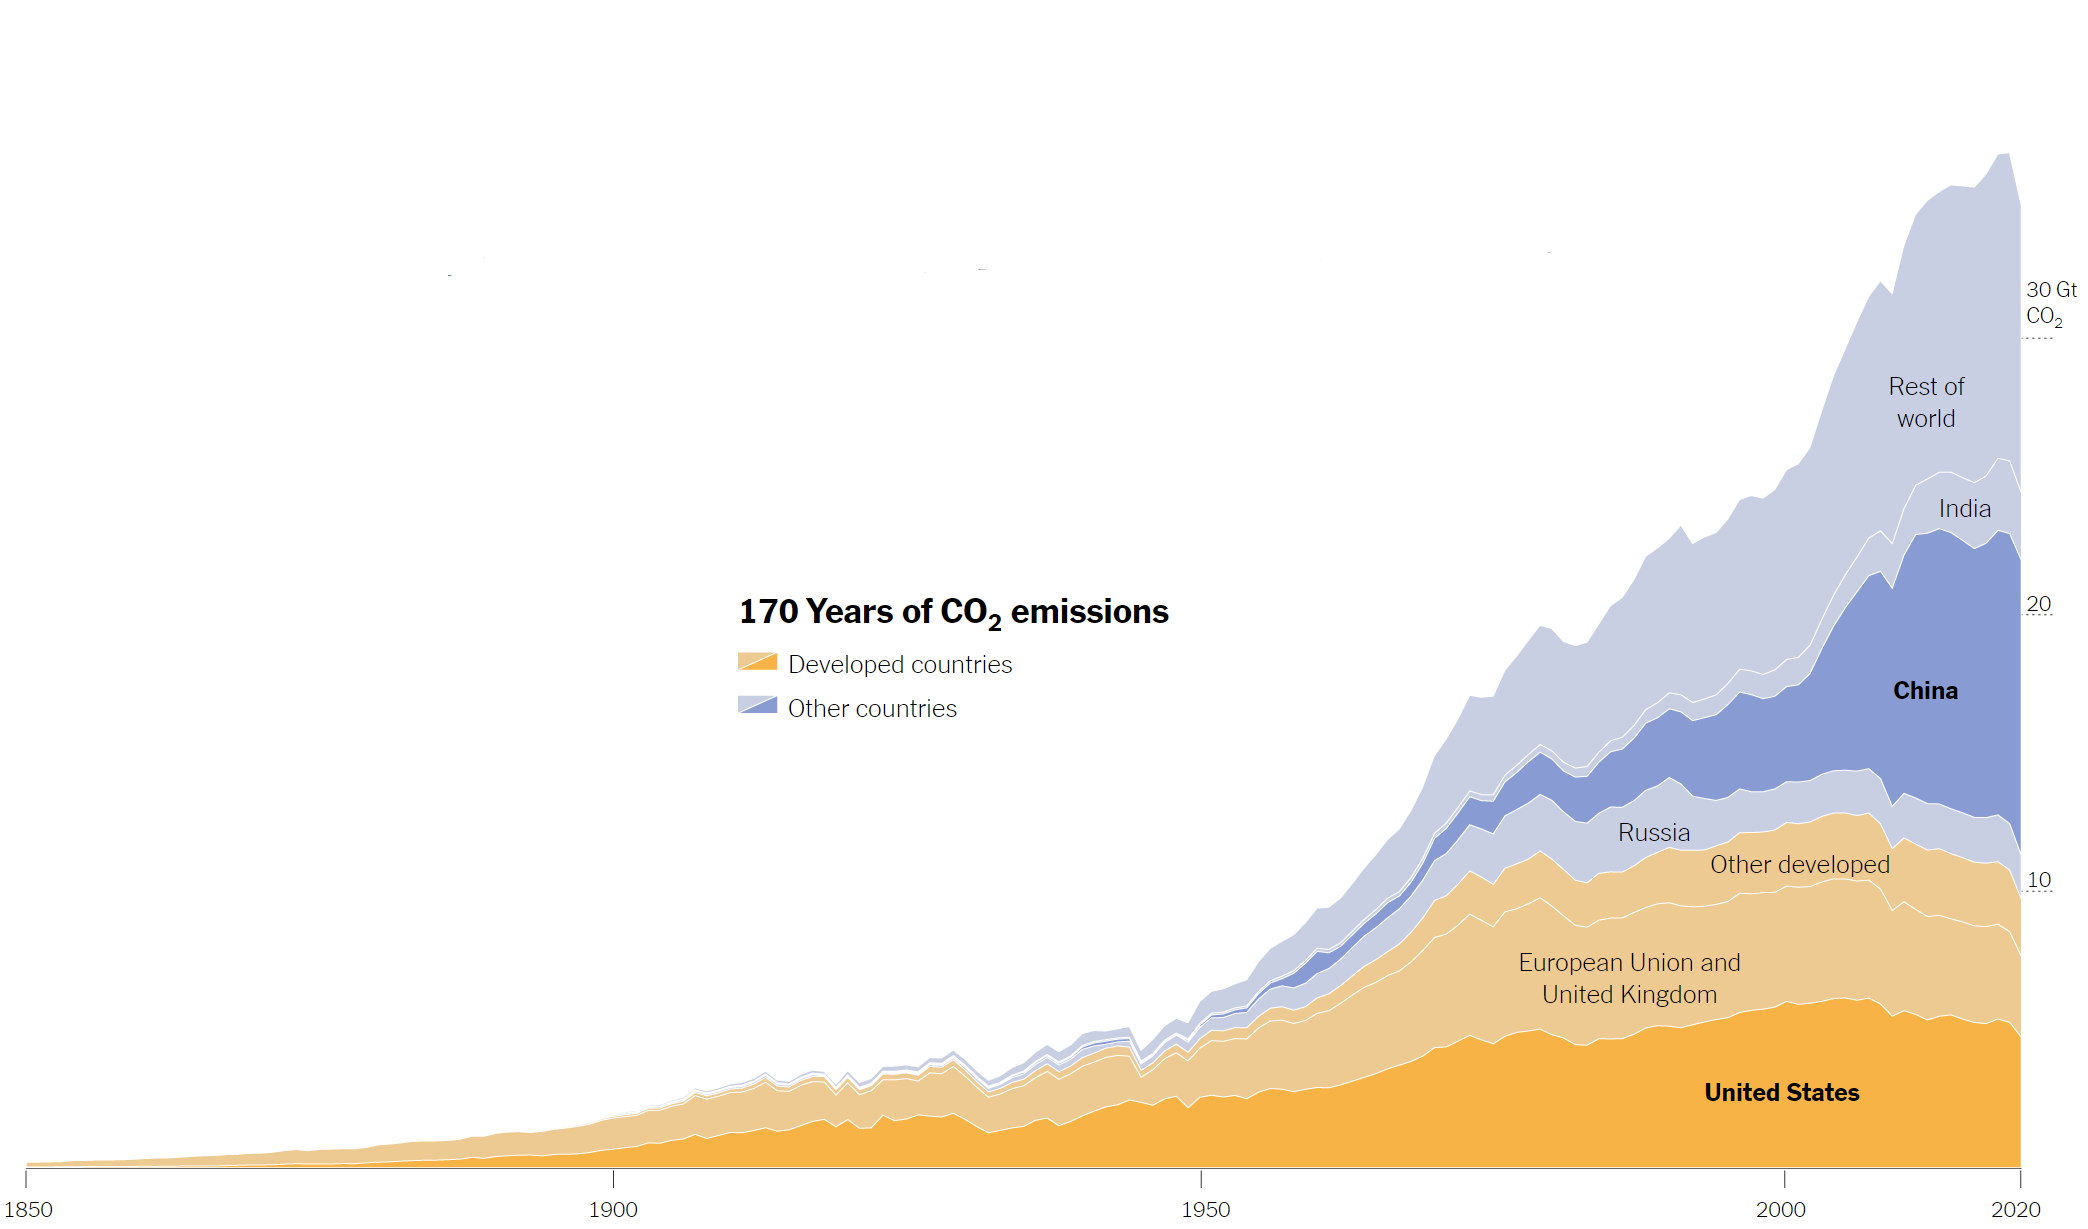 170 Years of CO₂ emissions
Developed countries
Other countries
30 Gt
CO₂
Rest of
world
India
20
China
Russia
Other developed
10
European Union and
United Kingdom
United States
1850
1900
1950
2000
2020